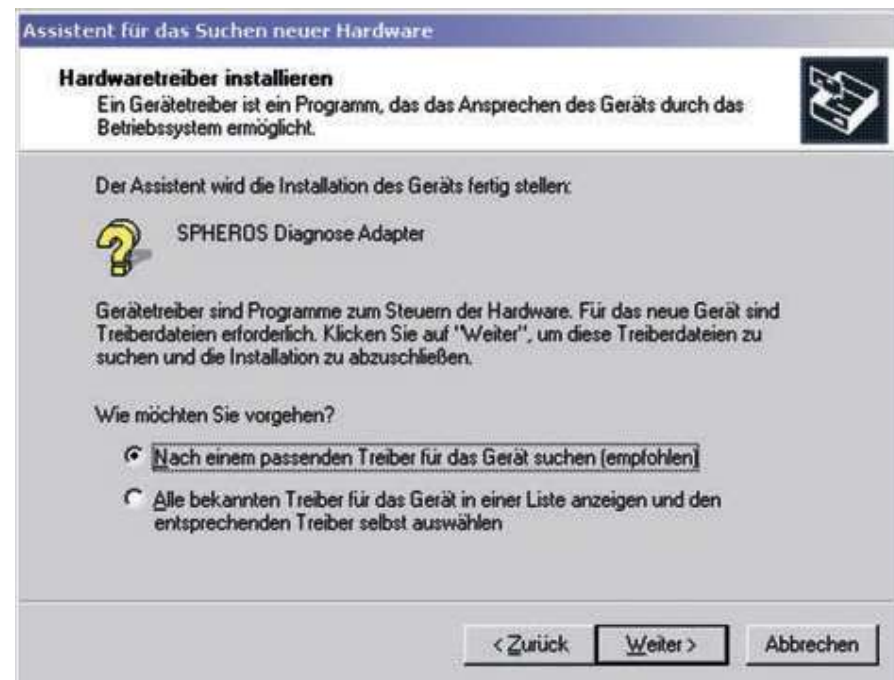 Assistent für das Suchen neuer Hardware
Hardwaretreiber installieren
Ein Gerätetreiber ist ein Programm, das das Ansprechen des Geräts durch das
Betriebssystem ermöglicht.
Der Assistent wird die Installation des Geräts fertig stellen:
SPHEROS Diagnose Adapter
Gerätetreiber sind Programme zum Steuern der Hardware. Für das neue Gerät sind
Treiberdateien erforderlich. Klicken Sie auf "Weiter", um diese Treiberdateien zu
suchen und die Installation zu abzuschließen.
Wie möchten Sie vorgehen?
Nach einem passenden Treiber für das Gerät suchen (empfohlen)
Alle bekannten Treiber für das Gerät in einer Liste anzeigen und den
entsprechenden Treiber selbst auswählen
< Zurück Weiter > Abbrechen